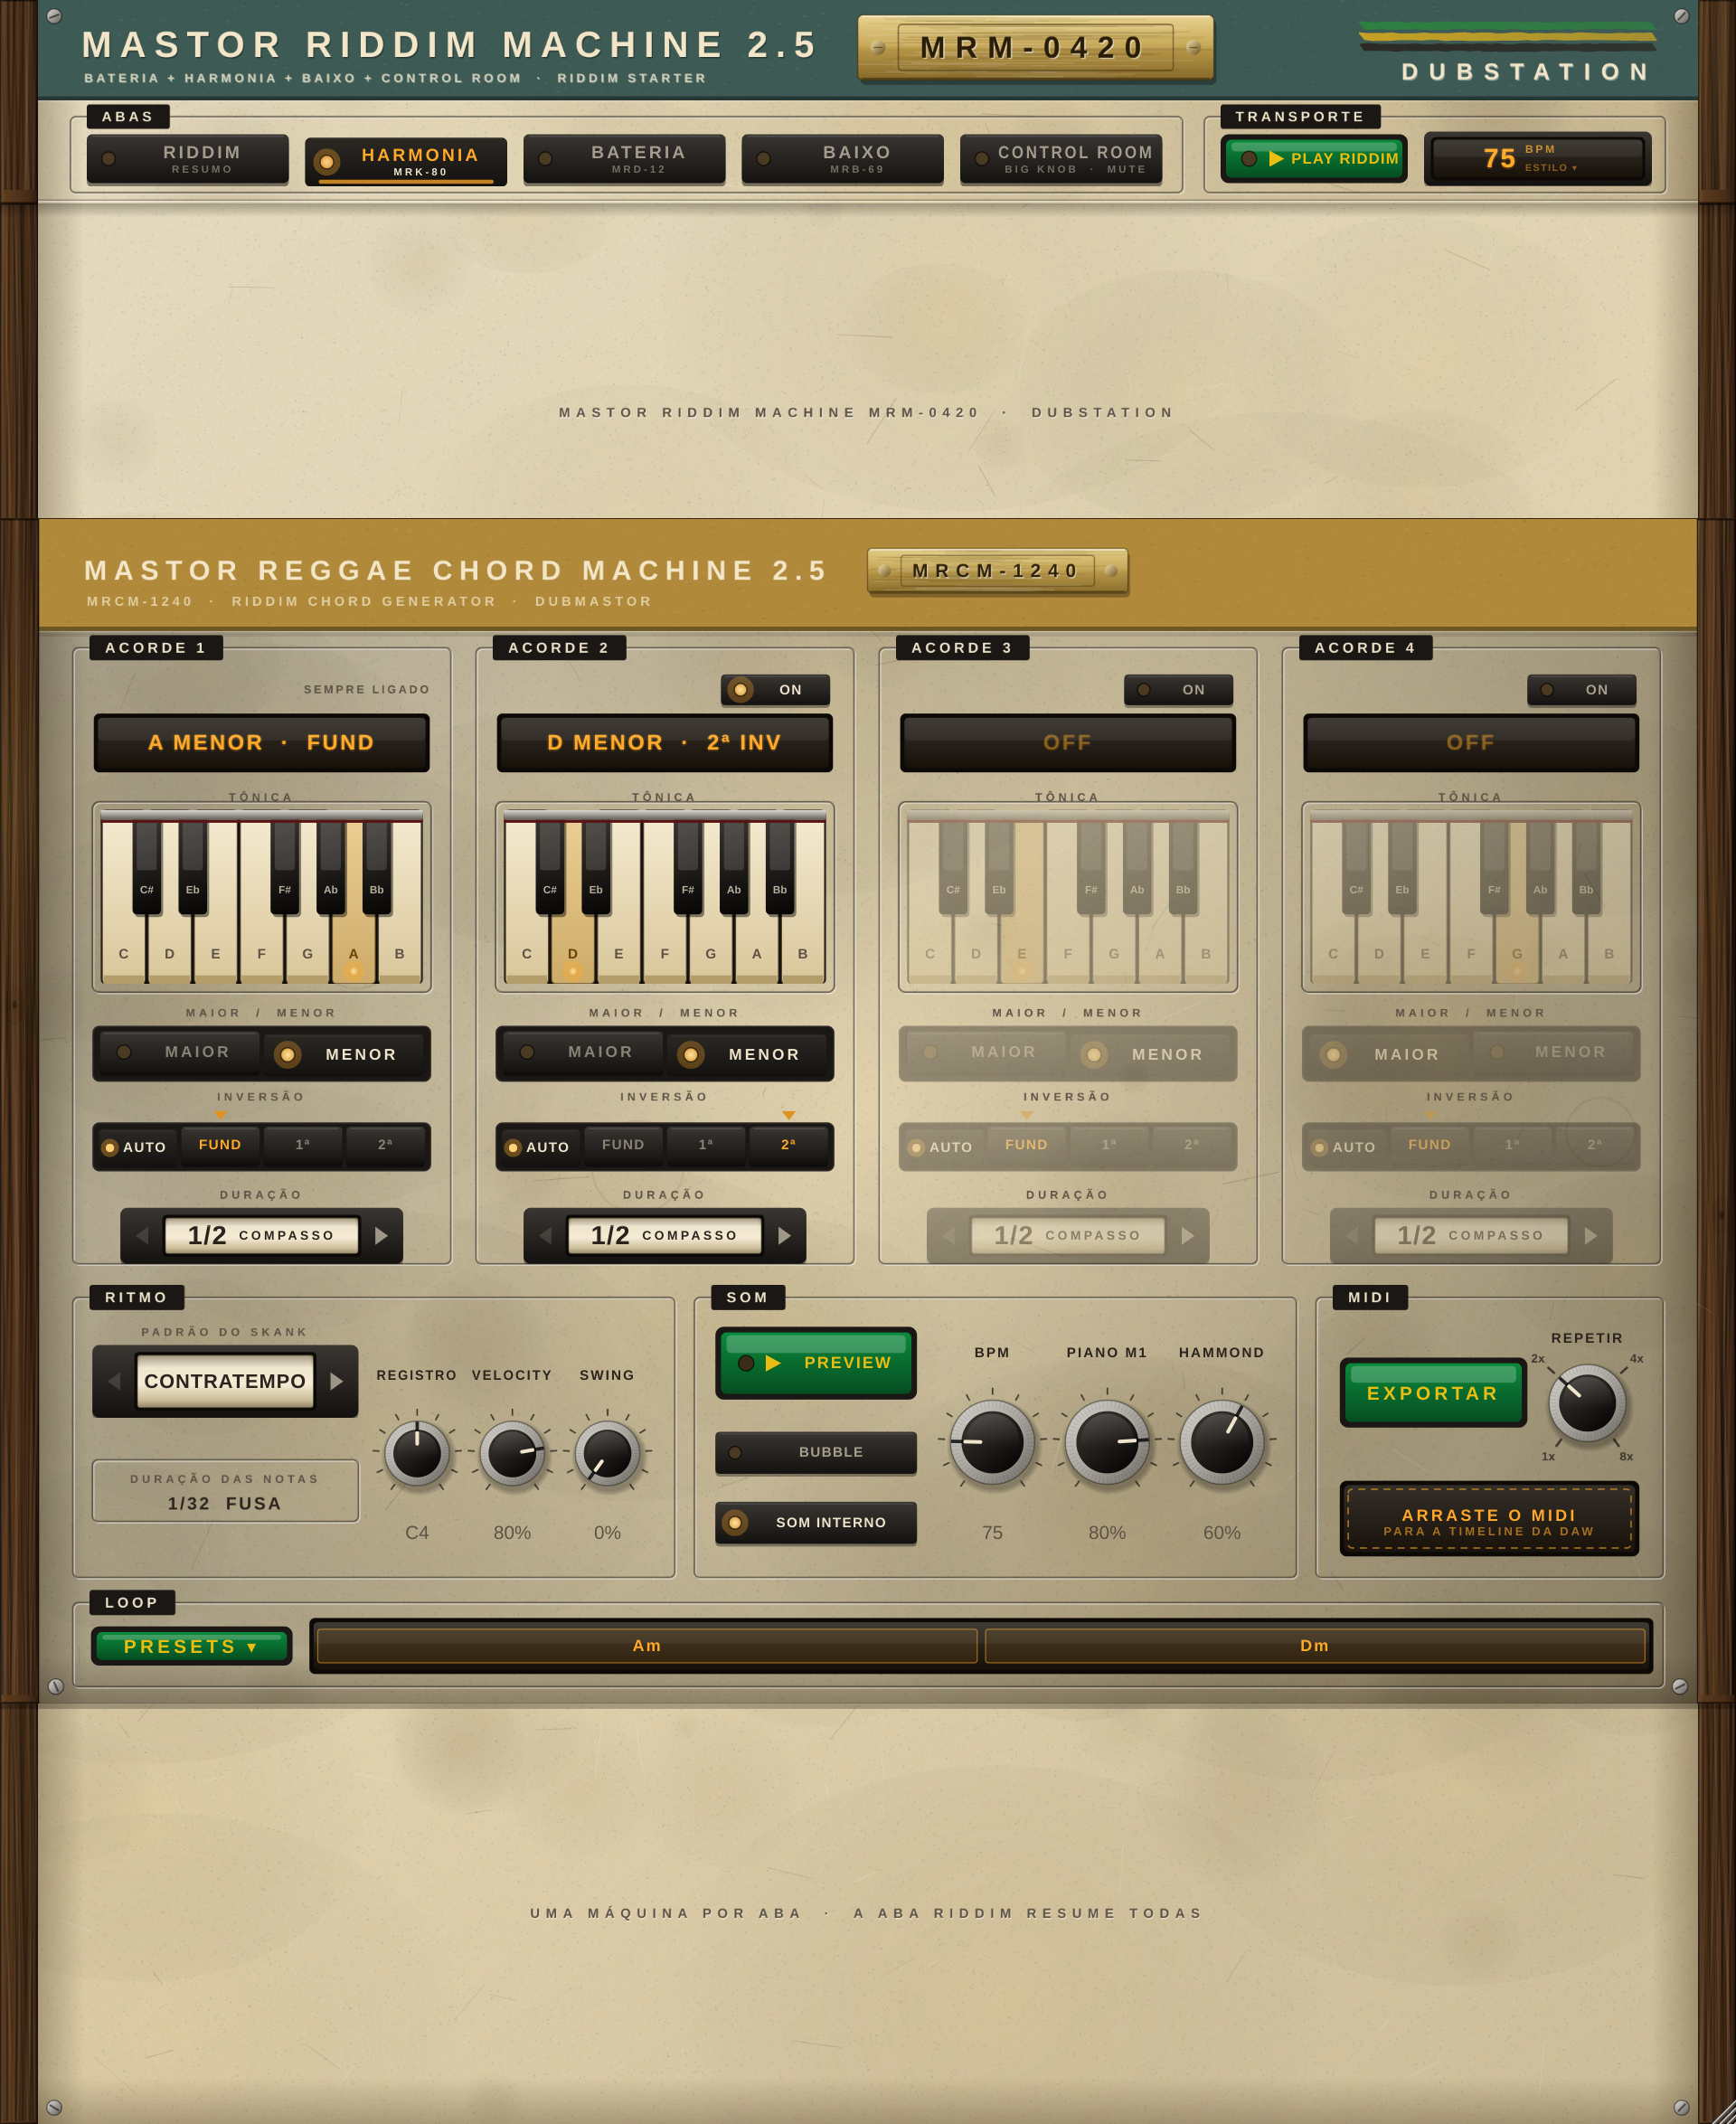 MASTOR RIDDIM MACHINE 2.5
BATERIA + HARMONIA + BAIXO + CONTROL ROOM · RIDDIM STARTER
MRM-0420
DUBSTATION
ABAS
RIDDIM
RESUMO
HARMONIA
MRK-80
BATERIA
MRD-12
BAIXO
MRB-69
CONTROL ROOM
BIG KNOB · MUTE
TRANSPORTE
PLAY RIDDIM
75 BPM
ESTILO ▾
MASTOR RIDDIM MACHINE MRM-0420 · DUBSTATION
MASTOR REGGAE CHORD MACHINE 2.5
MRCM-1240 · RIDDIM CHORD GENERATOR · DUBMASTOR
MRCM-1240
ACORDE 1
SEMPRE LIGADO
A MENOR · FUND
TÔNICA
C# Eb F# Ab Bb
C D E F G A B
MAIOR / MENOR
MAIOR MENOR
INVERSÃO
AUTO FUND 1ª 2ª
DURAÇÃO
1/2 COMPASSO
ACORDE 2
ON
D MENOR · 2ª INV
TÔNICA
C# Eb F# Ab Bb
C D E F G A B
MAIOR / MENOR
MAIOR MENOR
INVERSÃO
AUTO FUND 1ª 2ª
DURAÇÃO
1/2 COMPASSO
ACORDE 3
ON
OFF
TÔNICA
C# Eb F# Ab Bb
C D E F G A B
MAIOR / MENOR
MAIOR MENOR
INVERSÃO
AUTO FUND 1ª 2ª
DURAÇÃO
1/2 COMPASSO
ACORDE 4
ON
OFF
TÔNICA
C# Eb F# Ab Bb
C D E F G A B
MAIOR / MENOR
MAIOR MENOR
INVERSÃO
AUTO FUND 1ª 2ª
DURAÇÃO
1/2 COMPASSO
RITMO
PADRÃO DO SKANK
CONTRATEMPO
DURAÇÃO DAS NOTAS
1/32 FUSA
REGISTRO VELOCITY SWING
C4 80% 0%
SOM
PREVIEW
BUBBLE
SOM INTERNO
BPM PIANO M1 HAMMOND
75 80% 60%
MIDI
EXPORTAR
REPETIR
2x 4x
1x 8x
ARRASTE O MIDI
PARA A TIMELINE DA DAW
LOOP
PRESETS ▾
Am Dm
UMA MÁQUINA POR ABA · A ABA RIDDIM RESUME TODAS